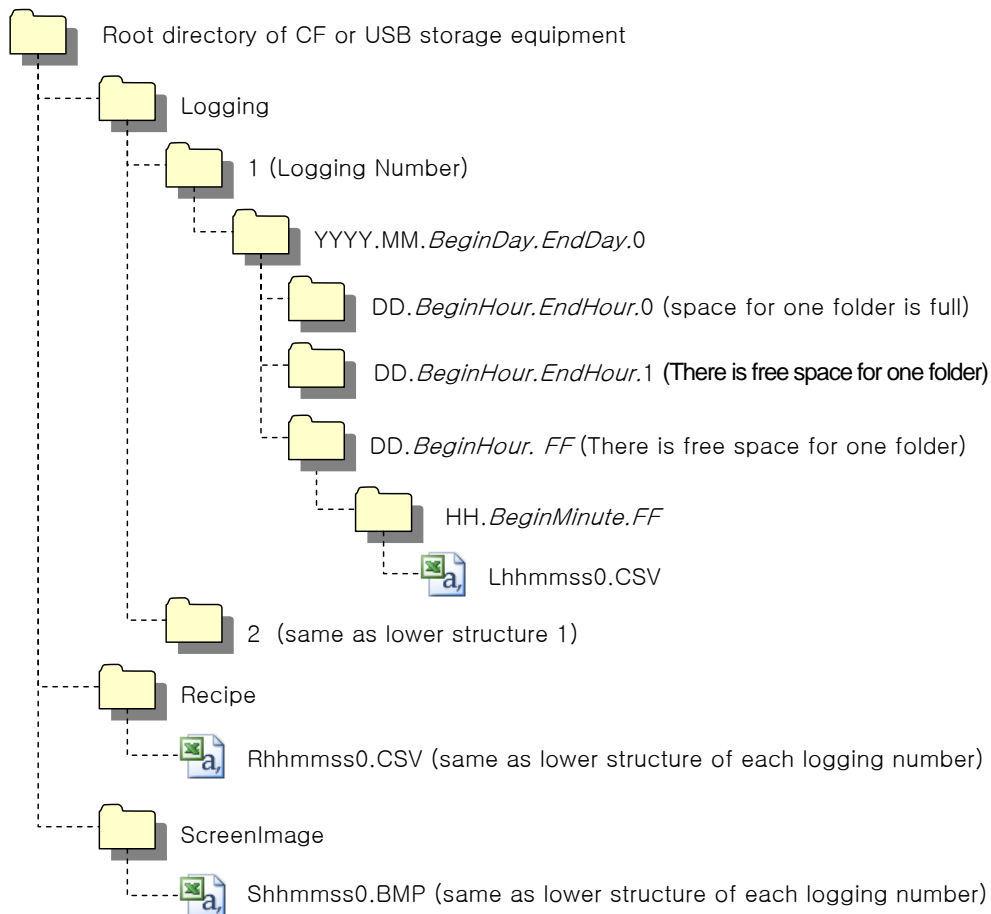 Root directory of CF or USB storage equipment
Logging
1 (Logging Number)
YYYY.MM.BeginDay.EndDay.0
DD.BeginHour.EndHour.0 (space for one folder is full)
DD.BeginHour.EndHour.1 (There is free space for one folder)
DD.BeginHour. FF (There is free space for one folder)
HH.BeginMinute.FF
a,
Lhhmmss0.CSV
2 (same as lower structure 1)
Recipe
a,
Rhhmmss0.CSV (same as lower structure of each logging number)
ScreenImage
a,
Shhmmss0.BMP (same as lower structure of each logging number)